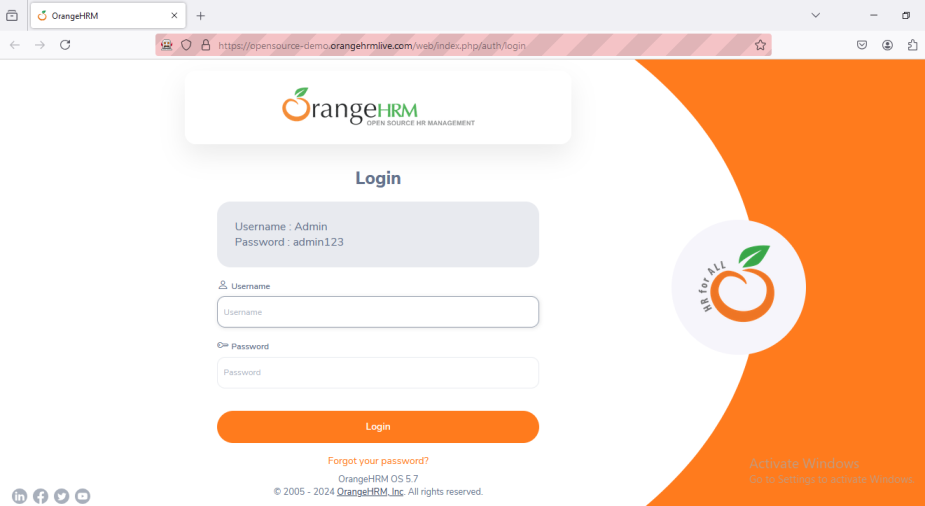 OrangeHRM
https://opensource-demo.orangehrmlive.com/web/index.php/auth/login
OrangeHRM
OPEN SOURCE HR MANAGEMENT
Login
Username : Admin
Password : admin123
Username
Username
Password
Password
Login
Forgot your password?
OrangeHRM OS 5.7
© 2005 - 2024 OrangeHRM, Inc. All rights reserved.
HR for ALL
Activate Windows
Go to Settings to activate Windows.